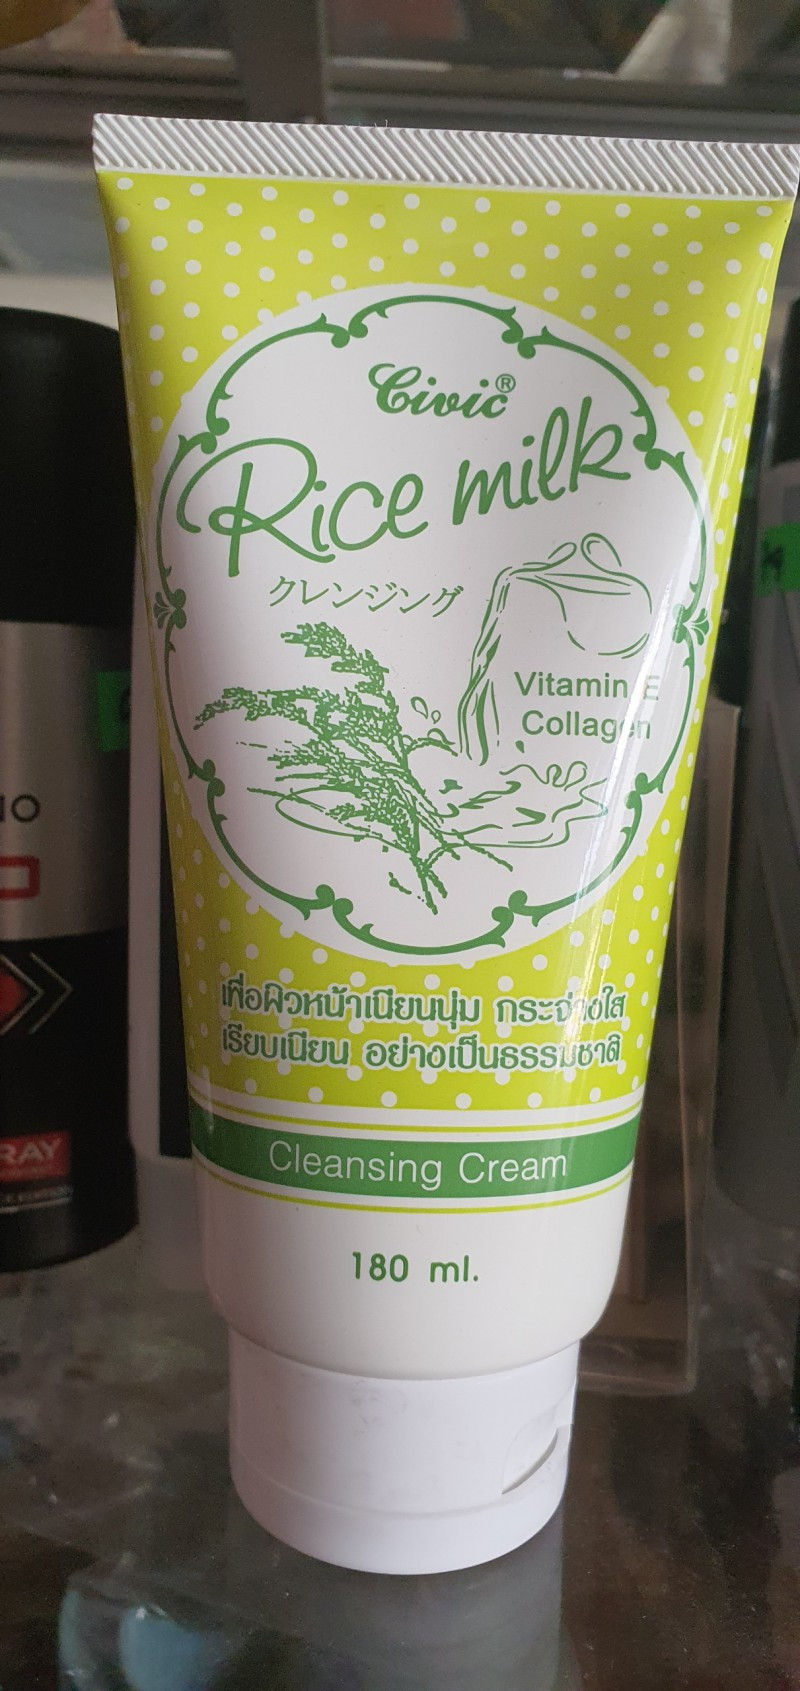 Civic®
Rice milk
クレンジング
Vitamin E
Collagen
เพื่อผิวหน้าเนียนนุ่ม กระจ่างใส
เรียบเนียน อย่างเป็นธรรมชาติ
Cleansing Cream
180 ml.
RAY